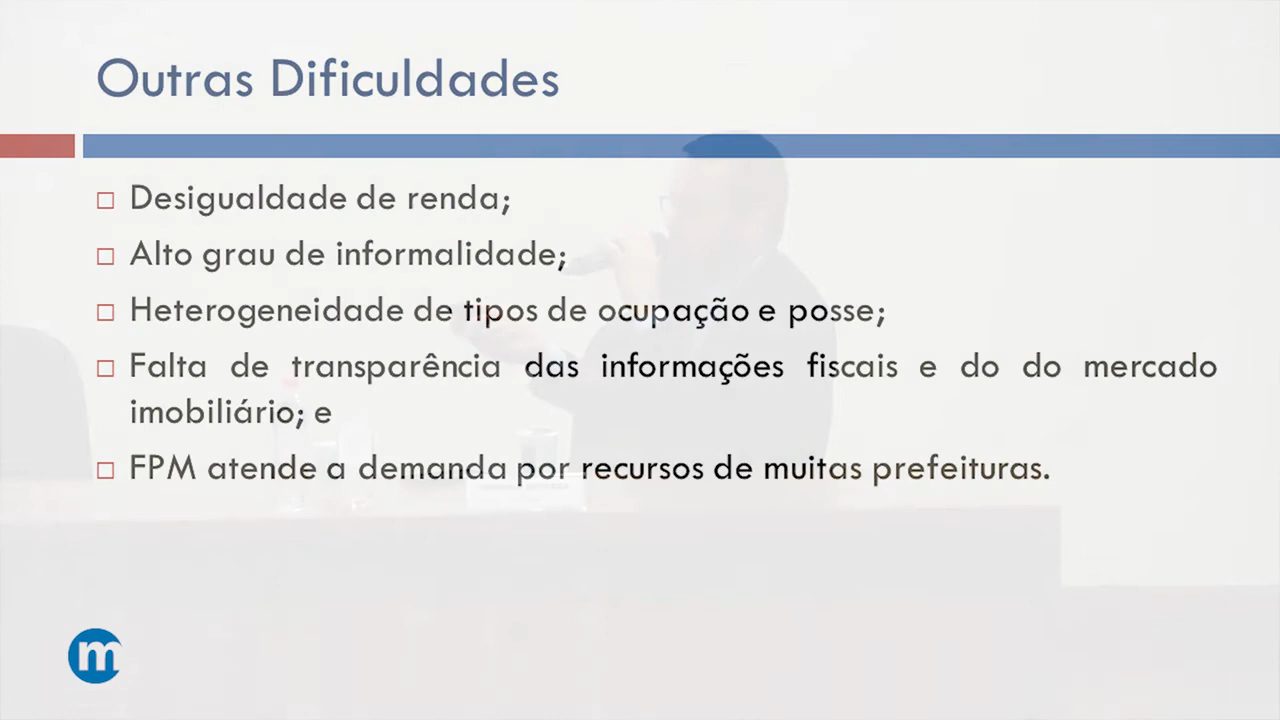 Outras Dificuldades
Desigualdade de renda;
Alto grau de informalidade;
Heterogeneidade de tipos de ocupação e posse;
Falta de transparência das informações fiscais e do do mercado
imobiliário; e
FPM atende a demanda por recursos de muitas prefeituras.
m